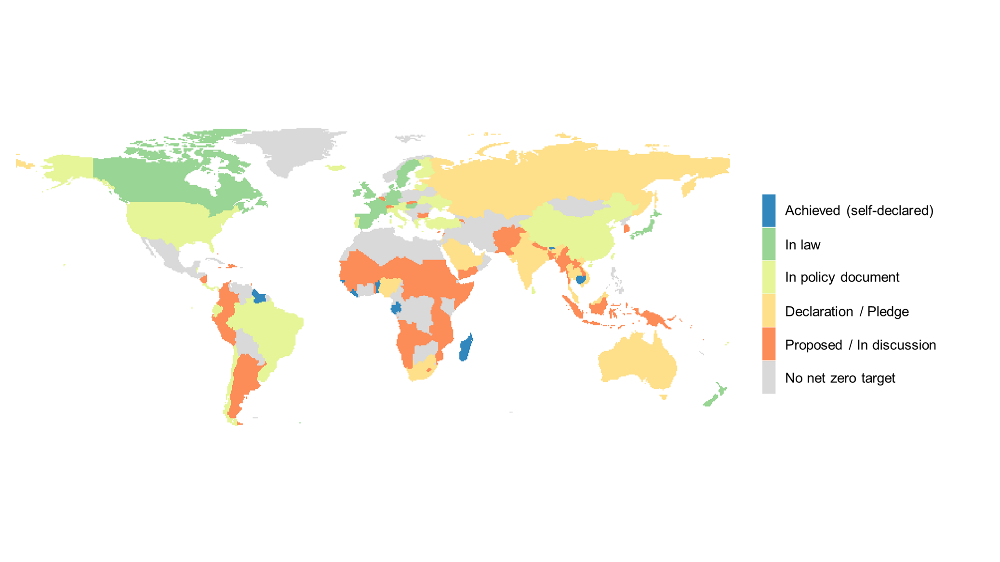 Achieved (self-declared)
In law
In policy document
Declaration / Pledge
Proposed / In discussion
No net zero target